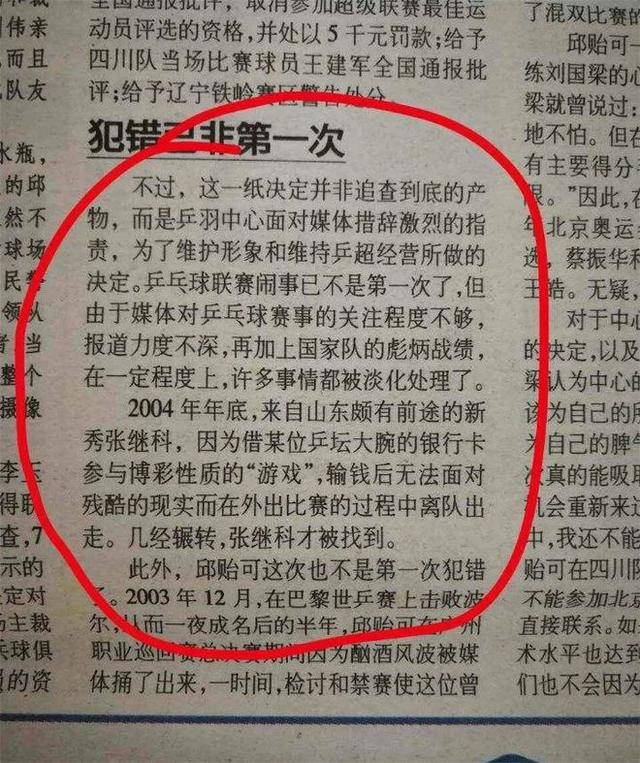 伟亲
而且
队友
水瓶，
的邱
然不
球场
民警
领队
当
整个
摄像
得联
查，7
示的
定对
主裁
球俱
的资
全国通报批评，取消参加超级联赛最佳运
动员评选的资格，并处以5千元罚款；给予
四川队当场比赛球员王建军全国通报批
评；给予辽宁铁岭赛区警告处分。
犯错已非第一次
不过，这一纸决定并非追查到底的产
物，而是乒羽中心面对媒体措辞激烈的指
责，为了维护形象和维持乒超经营所做的
决定。乒乓球联赛闹事已不是第一次了，但
由于媒体对乒乓球赛事的关注程度不够，
报道力度不深，再加上国家队的彪炳战绩，
在一定程度上，许多事情都被淡化处理了。
2004年年底，来自山东颇有前途的新
秀张继科，因为借某位乒坛大腕的银行卡
参与博彩性质的“游戏”，输钱后无法面对
残酷的现实而在外出比赛的过程中离队出
走。几经辗转，张继科才被找到。
此外，邱贻可这次也不是第一次犯错
了。2003年12月，在巴黎世乒赛上击败波
尔，从而一夜成名后的半年，邱贻可在广州
职业巡回赛总决赛期间因为酗酒风波被媒
体捅了出来，一时间，检讨和禁赛使这位曾
了混双比赛的
邱贻可一
练刘国梁的心
梁就曾说过：
地不怕。但在
有主要得分
限。”因此，在
年北京奥运
选，蔡振华和
王皓。无疑，
对于中心
的决定，以及
梁认为中心的
该为自己的
为自己的脾
次真的能吸取
机会重新来过
中，我还不能
贻可在四川队
不能参加北京
直接联系。如
术水平也达到
们也不会因为